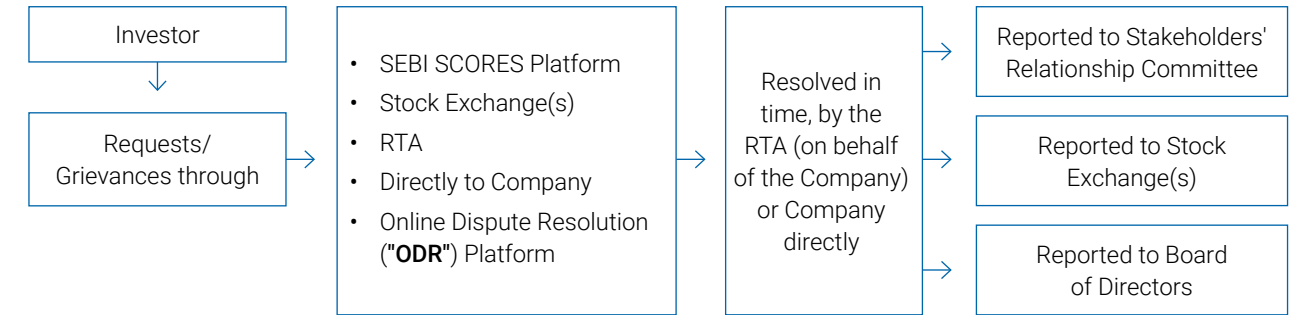 Investor
Requests/
Grievances through
• SEBI SCORES Platform
• Stock Exchange(s)
• RTA
• Directly to Company
• Online Dispute Resolution
("ODR") Platform
Resolved in
time, by the
RTA (on behalf
of the Company)
or Company
directly
Reported to Stakeholders'
Relationship Committee
Reported to Stock
Exchange(s)
Reported to Board
of Directors